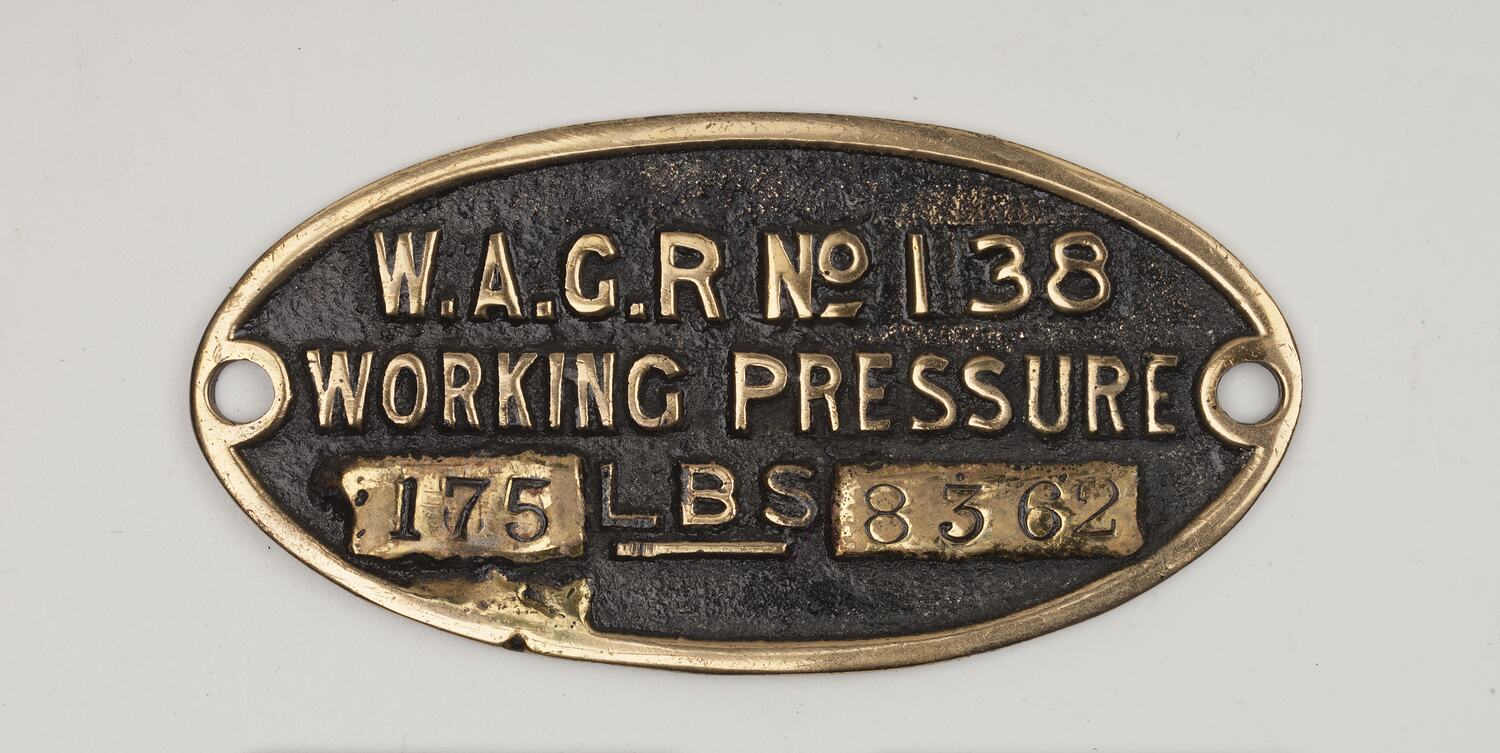 W.A.G.R Nº 138
WORKING PRESSURE
175 LBS 8362